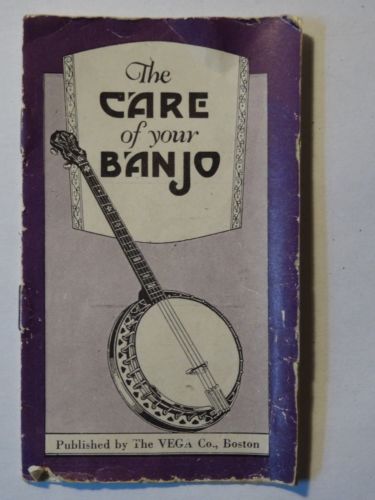 The
CARE
of your
BANJO
Published by The VEGA Co., Boston